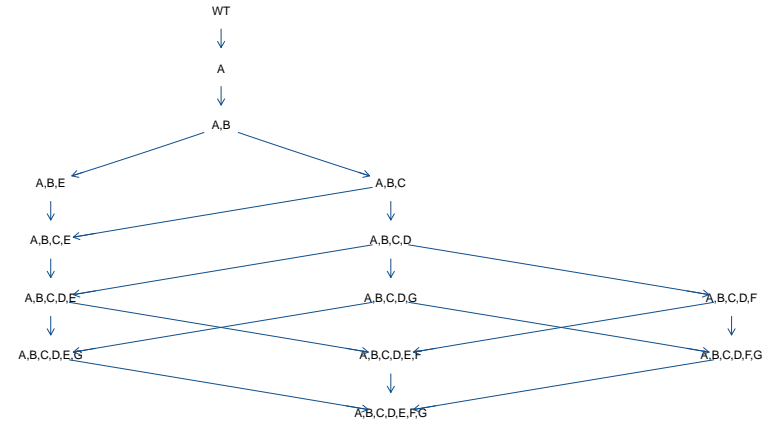 WT
A
A,B
A,B,E
A,B,C
A,B,C,E
A,B,C,D
A,B,C,D,E
A,B,C,D,G
A,B,C,D,F
A,B,C,D,E,G
A,B,C,D,E,F
A,B,C,D,F,G
A,B,C,D,E,F,G